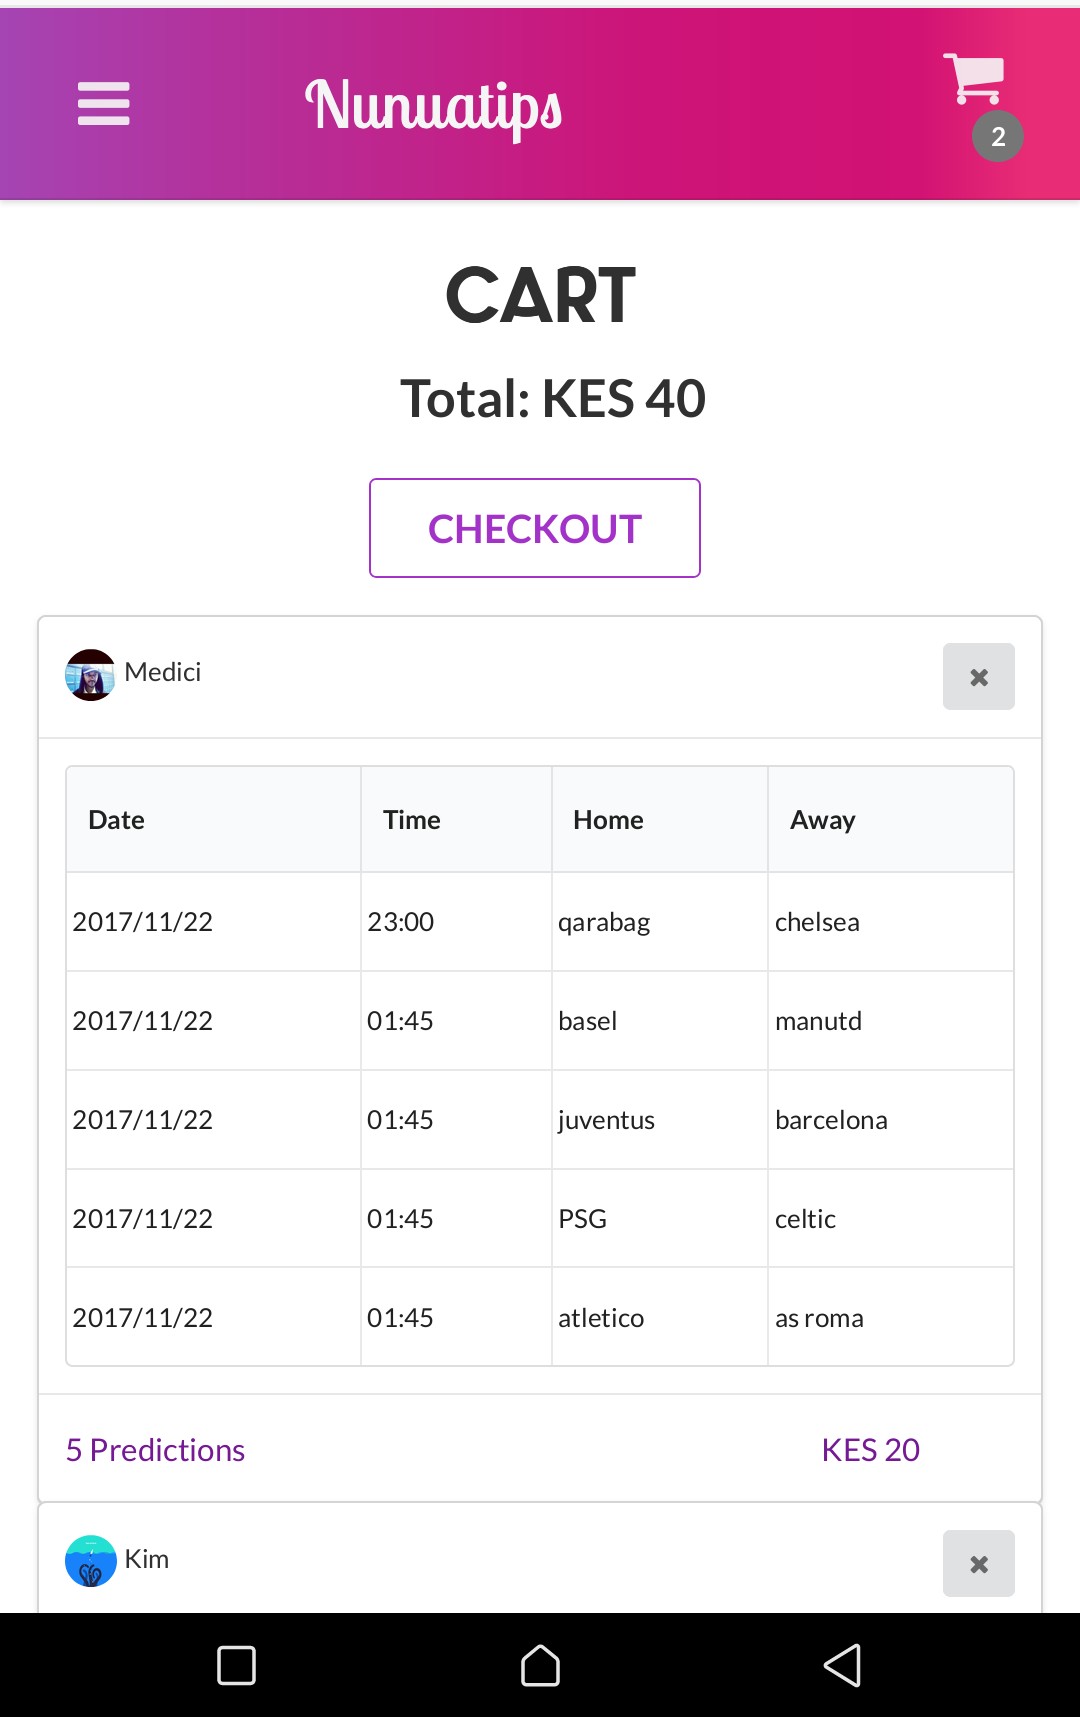 Nunuatips
2
CART
Total: KES 40
CHECKOUT
Medici
Date Time Home Away
2017/11/22 23:00 qarabag chelsea
2017/11/22 01:45 basel manutd
2017/11/22 01:45 juventus barcelona
2017/11/22 01:45 PSG celtic
2017/11/22 01:45 atletico as roma
5 Predictions KES 20
Kim